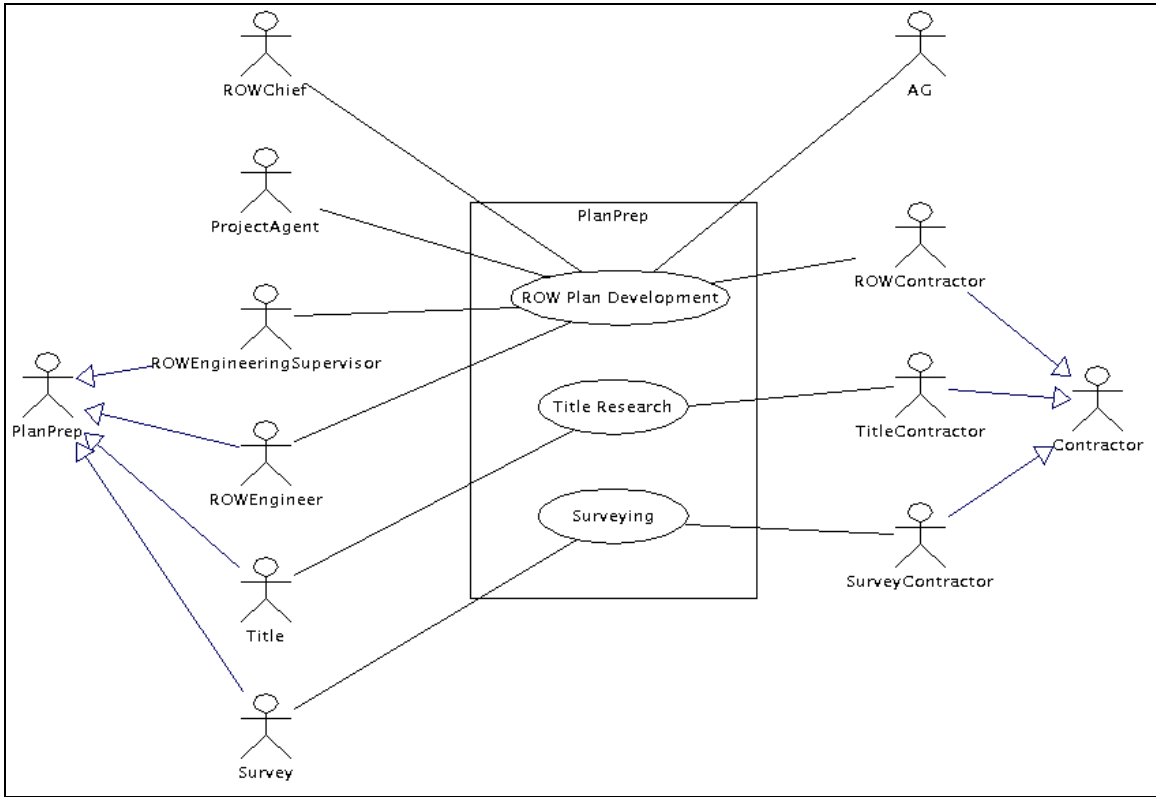 ROWChief
AG
ProjectAgent
PlanPrep
ROWContractor
ROW Plan Development
ROWEngineeringSupervisor
PlanPrep
Title Research
TitleContractor
Contractor
ROWEngineer
Surveying
SurveyContractor
Title
Survey